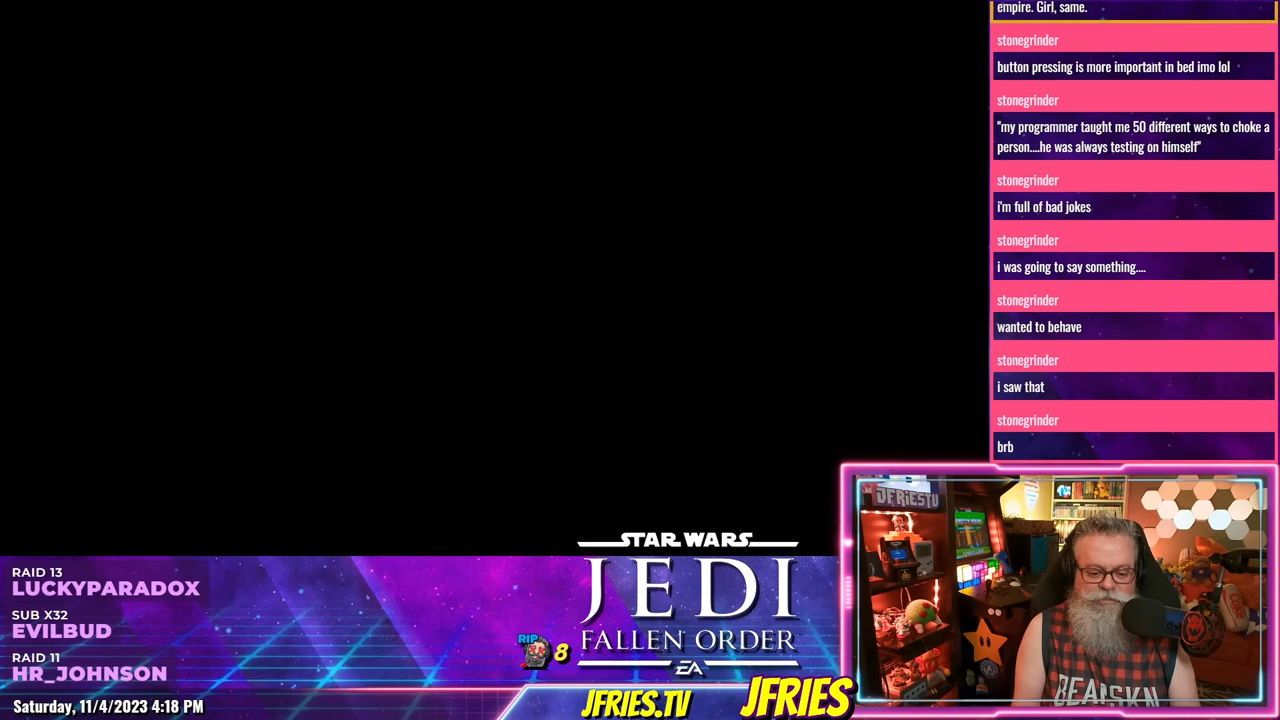 empire. Girl, same.
stonegrinder
button pressing is more important in bed imo lol
stonegrinder
"my programmer taught me 50 different ways to choke a
person....he was always testing on himself"
stonegrinder
i'm full of bad jokes
stonegrinder
i was going to say something....
stonegrinder
wanted to behave
stonegrinder
i saw that
stonegrinder
brb
RAID 13
LUCKYPARADOX
SUB X32
EVILBUD
RAID 11
HR_JOHNSON
Saturday, 11/4/2023 4:18 PM
RIP
8
STAR WARS
JEDI
FALLEN ORDER
EA
JFRIES.TV
JFRIES
JFRIESTV